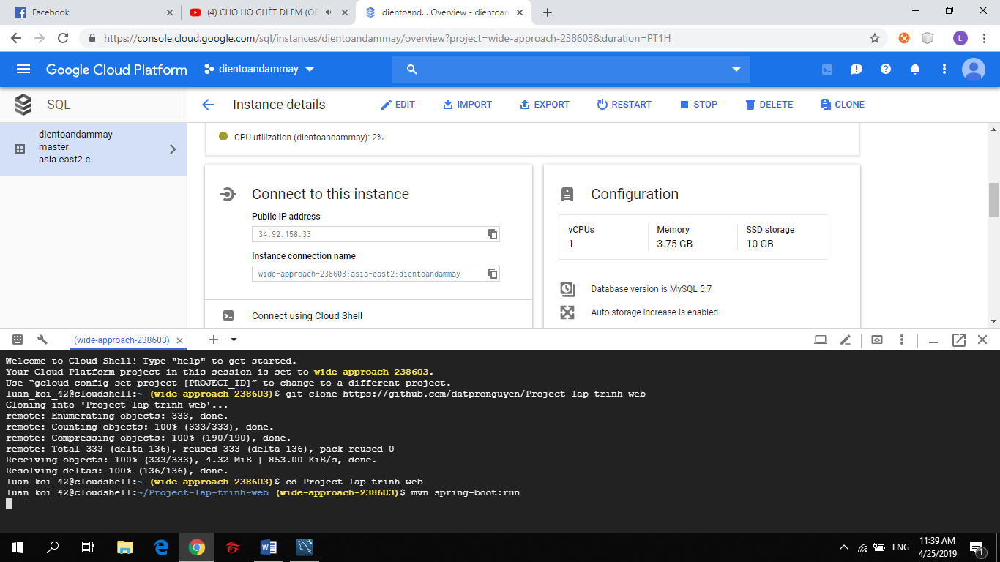 Facebook
(4) CHO HỌ GHÉT ĐI EM (OF
dientoand... Overview - dientoan
https://console.cloud.google.com/sql/instances/dientoandammay/overview?project=wide-approach-238603&duration=PT1H
L
Google Cloud Platform
dientoandammay
SQL
Instance details
EDIT
IMPORT
EXPORT
RESTART
STOP
DELETE
CLONE
dientoandammay
master
asia-east2-c
CPU utilization (dientoandammay): 2%
Connect to this instance
Public IP address
34.92.158.33
Instance connection name
wide-approach-238603:asia-east2:dientoandammay
Connect using Cloud Shell
Configuration
vCPUs
1
Memory
3.75 GB
SSD storage
10 GB
Database version is MySQL 5.7
Auto storage increase is enabled
(wide-approach-238603)
Welcome to Cloud Shell! Type "help" to get started.
Your Cloud Platform project in this session is set to wide-approach-238603.
Use “gcloud config set project [PROJECT_ID]” to change to a different project.
luan_koi_42@cloudshell:~ (wide-approach-238603)$ git clone https://github.com/datpronguyen/Project-lap-trinh-web
Cloning into 'Project-lap-trinh-web'...
remote: Enumerating objects: 333, done.
remote: Counting objects: 100% (333/333), done.
remote: Compressing objects: 100% (190/190), done.
remote: Total 333 (delta 136), reused 333 (delta 136), pack-reused 0
Receiving objects: 100% (333/333), 4.32 MiB | 853.00 KiB/s, done.
Resolving deltas: 100% (136/136), done.
luan_koi_42@cloudshell:~ (wide-approach-238603)$ cd Project-lap-trinh-web
luan_koi_42@cloudshell:~/Project-lap-trinh-web (wide-approach-238603)$ mvn spring-boot:run
ENG
11:39 AM
4/25/2019
1